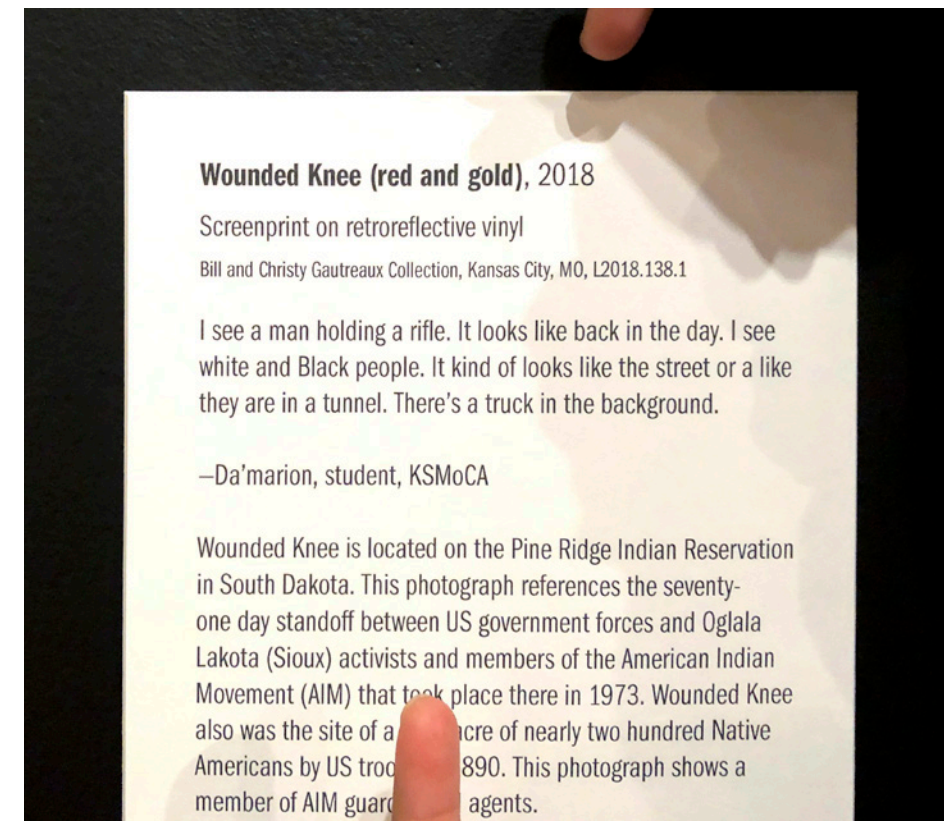 Wounded Knee (red and gold), 2018
Screenprint on retroreflective vinyl
Bill and Christy Gautreaux Collection, Kansas City, MO, L2018.138.1
I see a man holding a rifle. It looks like back in the day. I see
white and Black people. It kind of looks like the street or a like
they are in a tunnel. There's a truck in the background.
—Da'marion, student, KSMoCA
Wounded Knee is located on the Pine Ridge Indian Reservation
in South Dakota. This photograph references the seventy-
one day standoff between US government forces and Oglala
Lakota (Sioux) activists and members of the American Indian
Movement (AIM) that took place there in 1973. Wounded Knee
also was the site of a of nearly two hundred Native
Americans by US This photograph shows a
member of AIM agents.